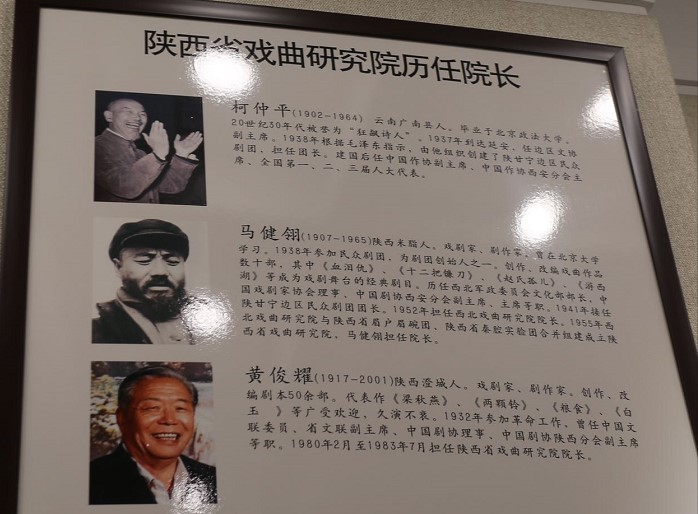 陕西省戏曲研究院历任院长
柯仲平(1902-1964) 云南广南县人。毕业于北京政法大学。
20世纪30年代被誉为“狂飙诗人”。1937年到达延安，任边区文协
副主席。1938年根据毛泽东指示，由他组织创建了陕甘宁边区民众
剧团，担任团长。建国后任中国作协副主席、中国作协西安分会主
席、全国第一、二、三届人大代表。
马健翎(1907-1965)陕西米脂人。戏剧家、剧作家。曾在北京大学
学习。1938年参加民众剧团，为剧团创始人之一。创作、改编戏曲作品
数十部，其中《血泪仇》、《十二把镰刀》、《赵氏孤儿》、《游西
湖》等成为戏剧舞台的经典剧目。历任西北军政委员会文化部部长、中
国戏剧家协会理事、中国剧协西安分会副主席、主席等职。1941年接任
陕甘宁边区民众剧团团长。1952年担任西北戏曲研究院院长。1955年西
北戏曲研究院与陕西省眉户眉碗团、陕西省秦腔实验团合并组建成立陕
西省戏曲研究院，马健翎担任院长。
黄俊耀(1917-2001)陕西澄城人。戏剧家、剧作家。创作、改
编剧本50余部。代表作《梁秋燕》、《两颗铃》、《粮食》、《白
玉 》等广受欢迎，久演不衰。1932年参加革命工作，曾任中国文
联委员、省文联副主席、中国剧协理事、中国剧协陕西分会副主席
等职。1980年2月至1983年7月担任陕西省戏曲研究院院长。